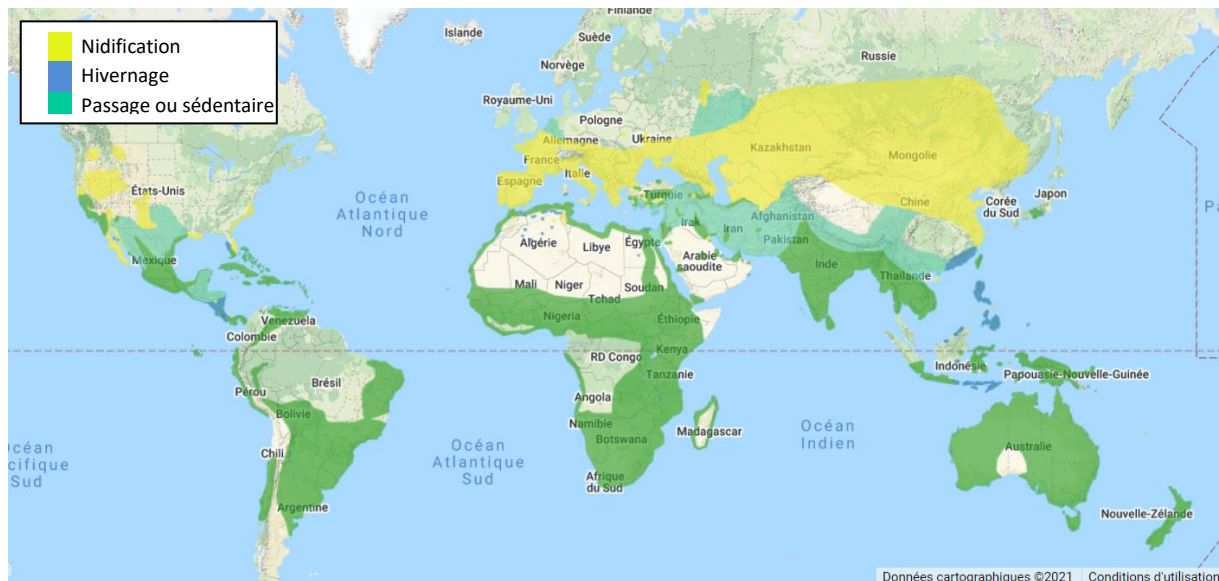 Nidification
Hivernage
Passage ou sédentaire
Islande
Finlande
Suède
Norvège
Russie
Royaume-Uni
Pologne
Allemagne
Ukraine
Kazakhstan
Mongolie
France
Italie
Espagne
États-Unis
Turquie
Chine
Corée
du Sud
Japon
Océan
Atlantique
Nord
Afghanistan
Irak
Iran
Pakistan
Algérie
Libye
Égypte
Arabie
saoudite
Inde
Mexique
Mali
Niger
Tchad
Soudan
Thaïlande
Nigeria
Éthiopie
Venezuela
Colombie
RD Congo
Kenya
Tanzanie
Indonésie
Papouasie-Nouvelle-Guinée
Pérou
Brésil
Angola
Bolivie
Namibie
Botswana
Madagascar
Océan
Indien
Australie
Chili
Océan
Atlantique
Sud
Afrique
du Sud
océan
cifique
Sud
Argentine
Nouvelle-Zélande
Données cartographiques ©2021
Conditions d'utilisation